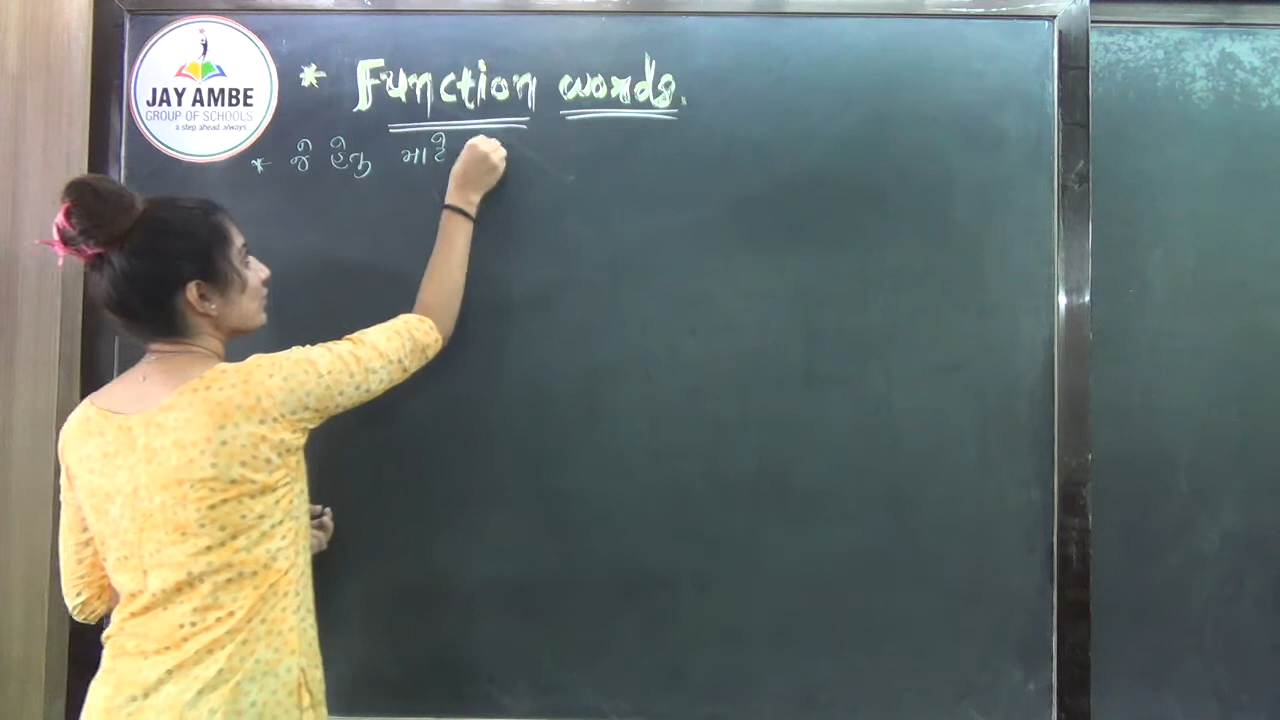 JAY AMBE
GROUP OF SCHOOLS
a step ahead always...
* Function words.
* જે હેતુ માટે